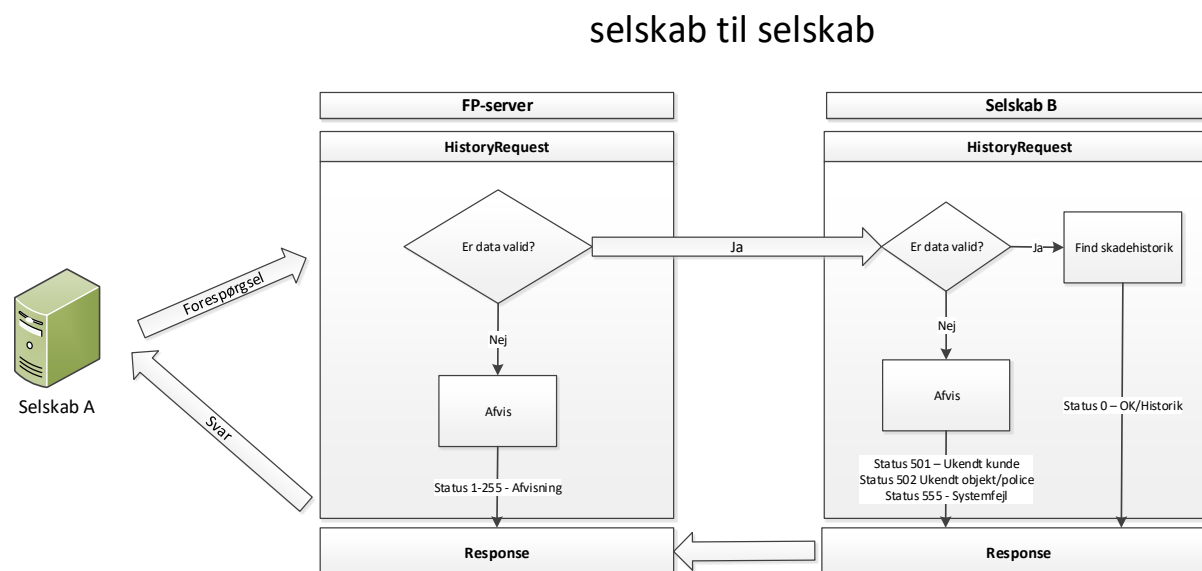 selskab til selskab
FP-server
Selskab B
HistoryRequest
HistoryRequest
Er data valid?
Ja
Er data valid?
Ja
Find skadehistorik
Forespørgsel
Nej
Nej
Selskab A
Afvis
Afvis
Status 0 – OK/Historik
Svar
Status 1-255 - Afvisning
Status 501 – Ukendt kunde
Status 502 Ukendt objekt/police
Status 555 - Systemfejl
Response
Response